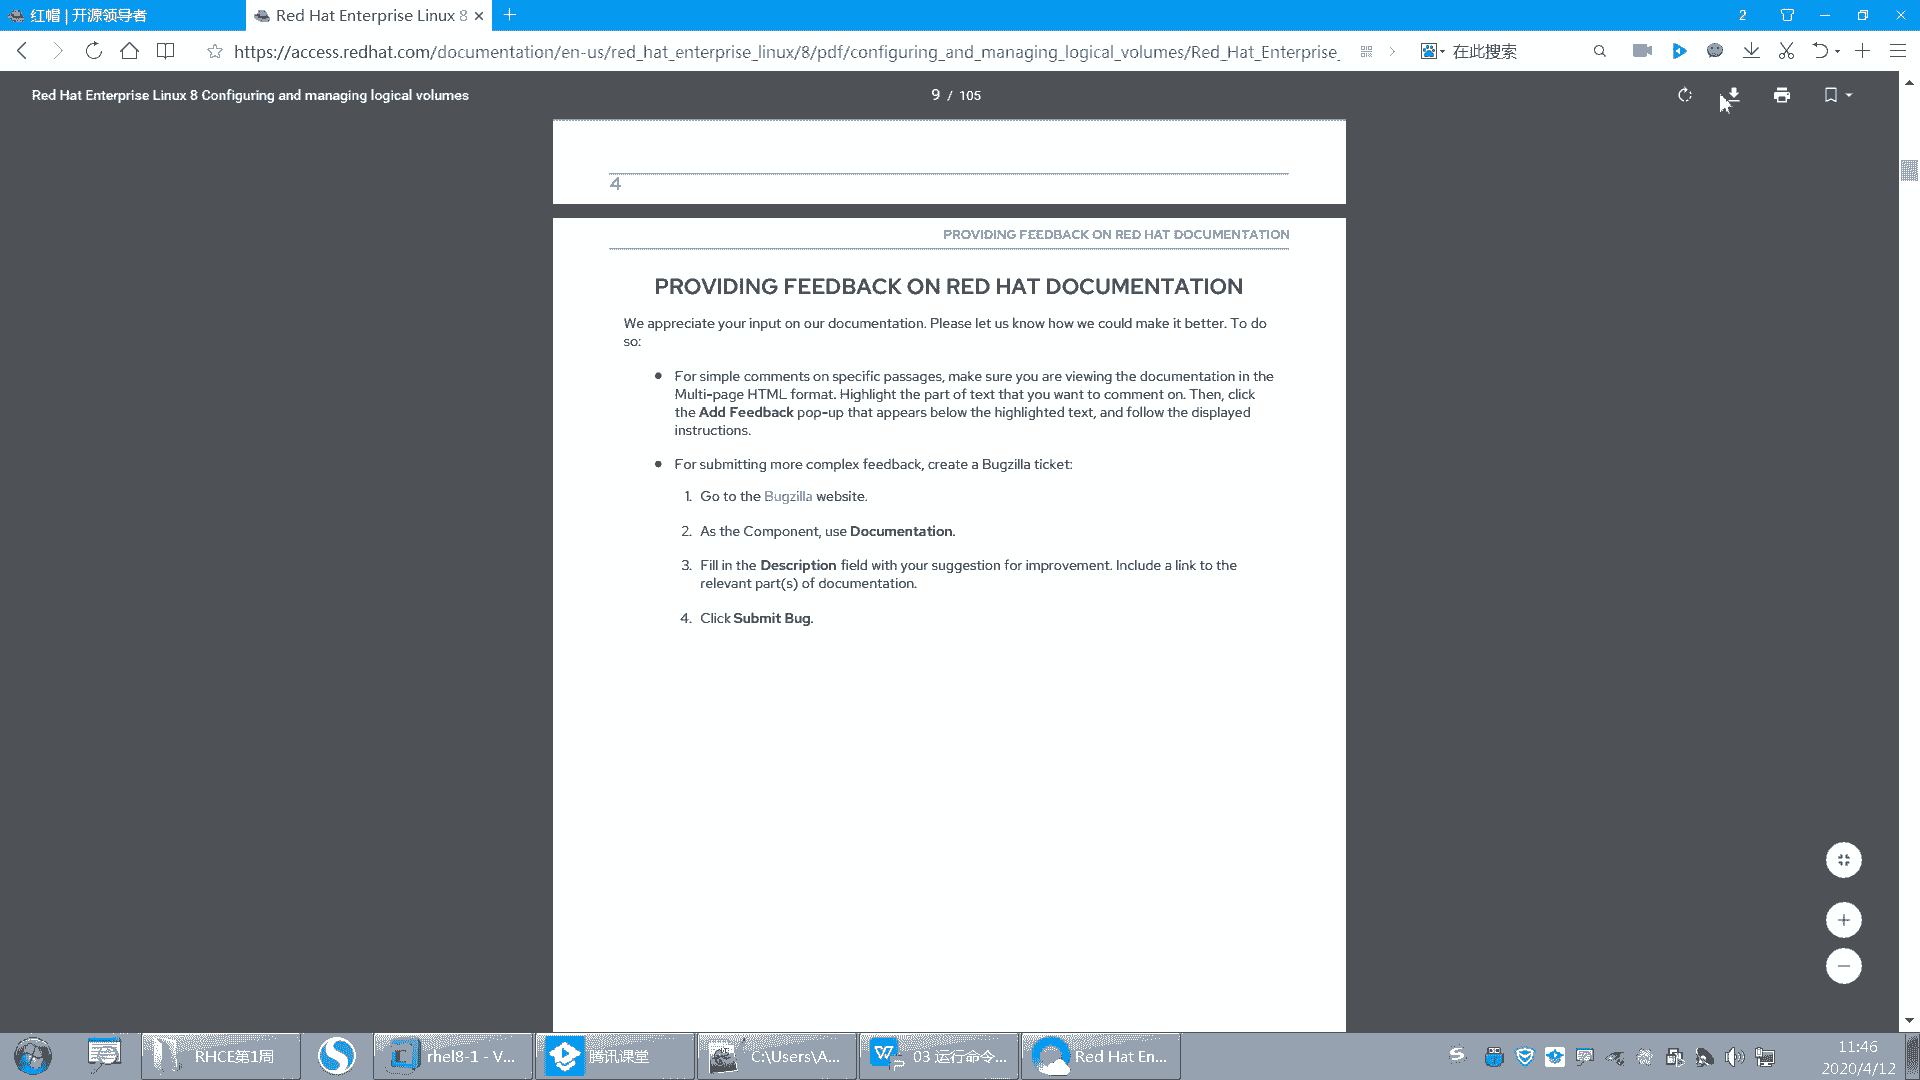 红帽 | 开源领导者
Red Hat Enterprise Linux 8
2
https://access.redhat.com/documentation/en-us/red_hat_enterprise_linux/8/pdf/configuring_and_managing_logical_volumes/Red_Hat_Enterprise_
在此搜索
Red Hat Enterprise Linux 8 Configuring and managing logical volumes
9 / 105
4
PROVIDING FEEDBACK ON RED HAT DOCUMENTATION
PROVIDING FEEDBACK ON RED HAT DOCUMENTATION
We appreciate your input on our documentation. Please let us know how we could make it better. To do
so:
For simple comments on specific passages, make sure you are viewing the documentation in the
Multi-page HTML format. Highlight the part of text that you want to comment on. Then, click
the Add Feedback pop-up that appears below the highlighted text, and follow the displayed
instructions.
For submitting more complex feedback, create a Bugzilla ticket:
1. Go to the Bugzilla website.
2. As the Component, use Documentation.
3. Fill in the Description field with your suggestion for improvement. Include a link to the
relevant part(s) of documentation.
4. Click Submit Bug.
RHCE第1周
rhel8-1 - V...
腾讯课堂
C:\Users\A...
03 运行命令...
Red Hat En...
11:46
2020/4/12